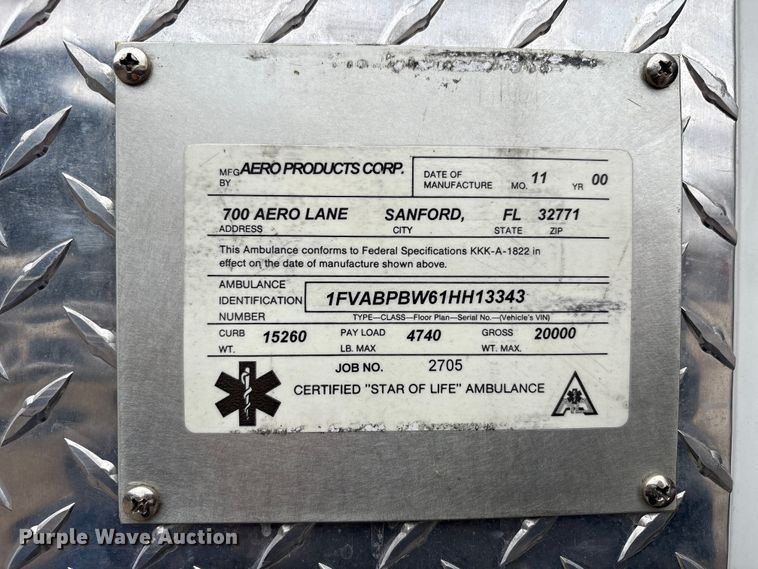 MFG BY AERO PRODUCTS CORP. DATE OF MANUFACTURE MO. 11 YR 00
700 AERO LANE SANFORD, FL 32771
ADDRESS CITY STATE ZIP
This Ambulance conforms to Federal Specifications KKK-A-1822 in
effect on the date of manufacture shown above.
AMBULANCE
IDENTIFICATION 1FVABPBW61HH13343
NUMBER TYPE—CLASS—Floor Plan—Serial No.—(Vehicle's VIN)
CURB WT. 15260 PAY LOAD LB. MAX 4740 GROSS WT. MAX. 20000
JOB NO. 2705
CERTIFIED "STAR OF LIFE" AMBULANCE
Purple Wave Auction